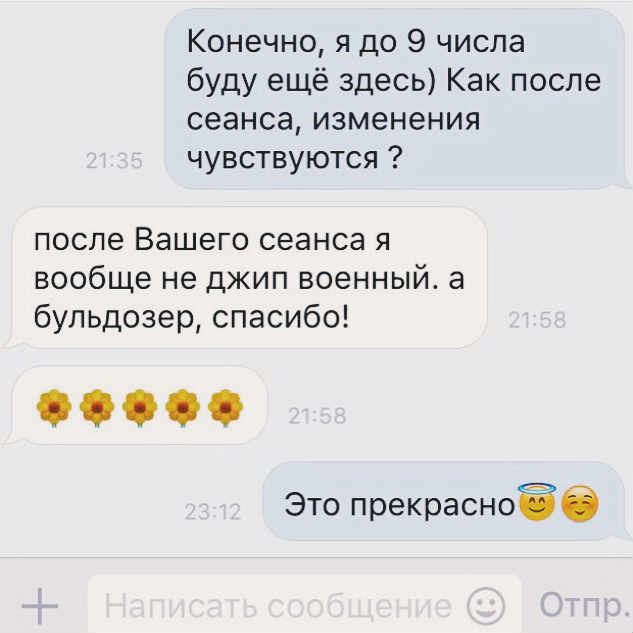 Конечно, я до 9 числа
буду ещё здесь) Как после
сеанса, изменения
21:35
чувствуются ?
после Вашего сеанса я
вообще не джип военный. а
бульдозер, спасибо!
21:58
🌼🌼🌼🌼🌼
21:58
23:12
Это прекрасно😇☺️
Написать сообщение
Отпр.